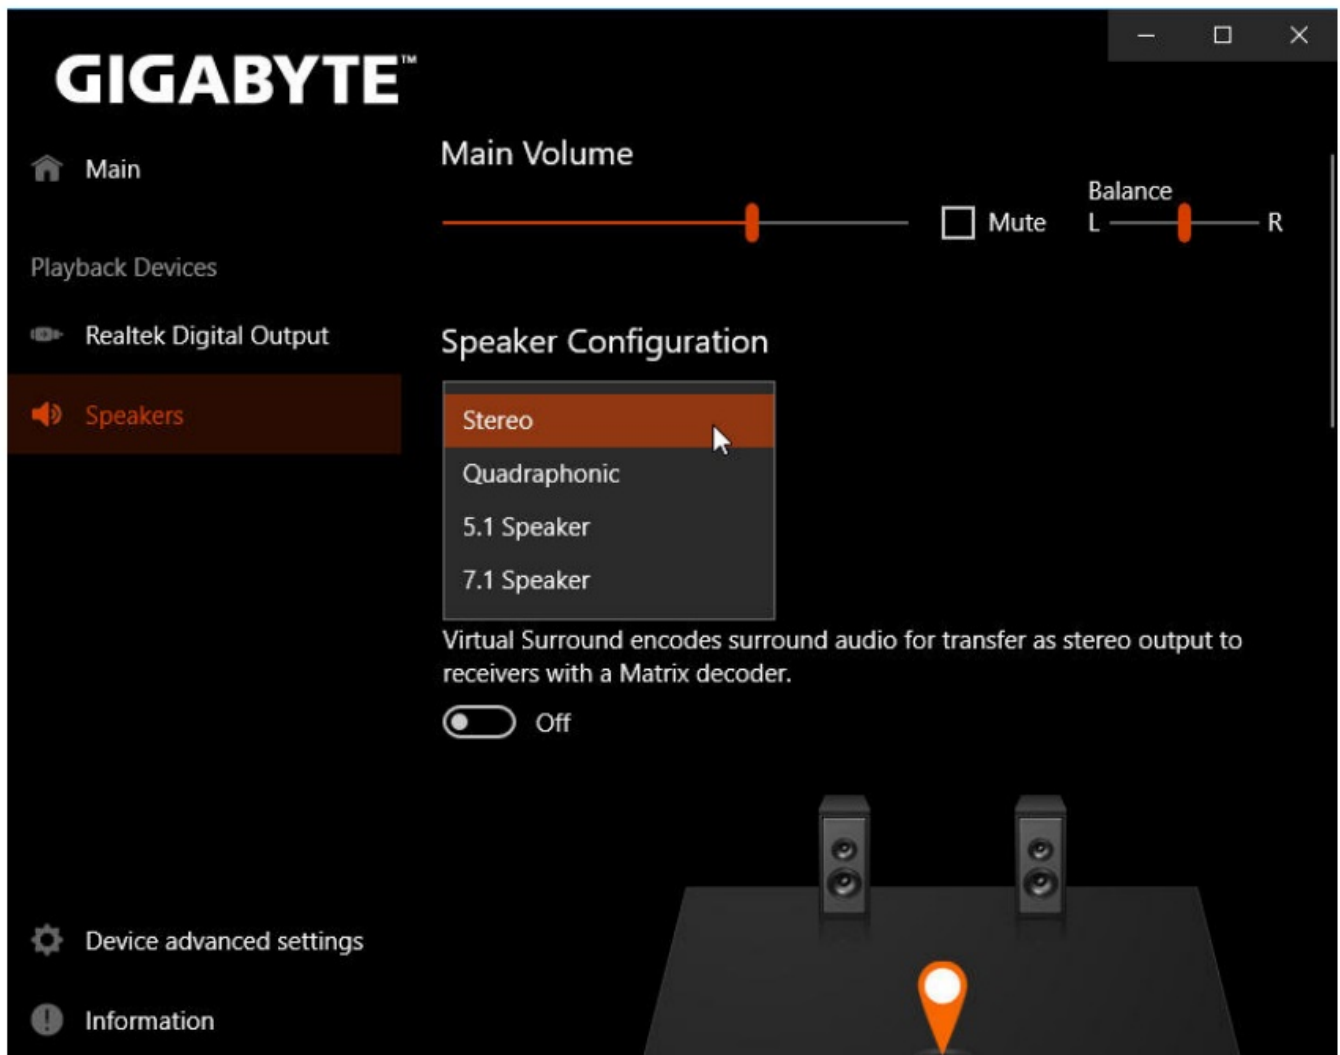 GIGABYTE™
Main
Playback Devices
Realtek Digital Output
Speakers
Device advanced settings
Information
Main Volume
Mute
Balance
L R
Speaker Configuration
Stereo
Quadraphonic
5.1 Speaker
7.1 Speaker
Virtual Surround encodes surround audio for transfer as stereo output to
receivers with a Matrix decoder.
Off